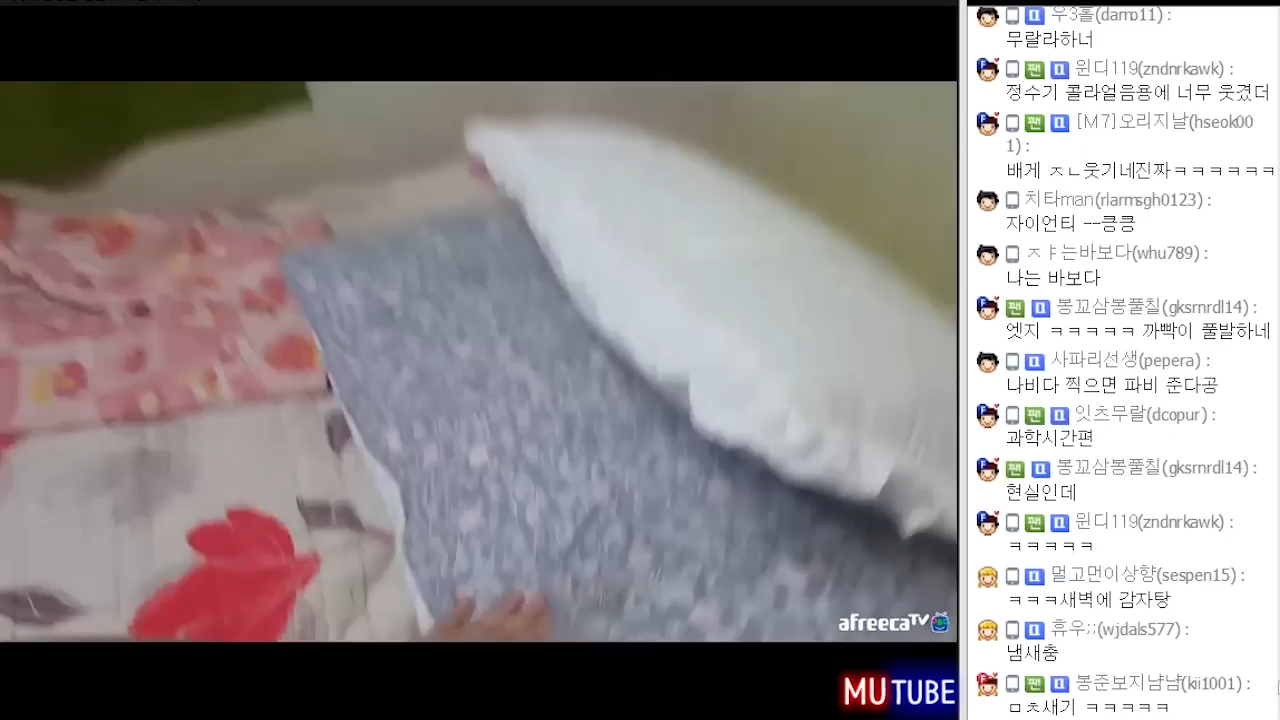 우3홀(damo11) :
무랄라하너
윈디119(zndnrkawk) :
정수기 콜라얼음용에 너무 웃겼더
[M7]오리지날(hseok00
1) :
배게 ㅈㄴ웃기네진짜ㅋㅋㅋㅋㅋㅋ
치타man(rlarmsgh0123) :
자이언티 --킁킁
ㅈㅑ는바보다(whu789) :
나는 바보다
봉꼬삼봉풀칠(gksrnrdl14) :
엣지 ㅋㅋㅋㅋㅋ 까빡이 풀발하네
사파리선생(pepera) :
나비다 찍으면 파비 준다공
잇츠무랄(dcopur) :
과학시간편
봉꼬삼봉풀칠(gksrnrdl14) :
현실인데
윈디119(zndnrkawk) :
ㅋㅋㅋㅋㅋ
멀고먼이상향(sespen15) :
ㅋㅋㅋ새벽에 감자탕
휴우;;(wjdals577) :
냄새충
봉준보지냠냠(kii1001) :
ㅁㅊ새기 ㅋㅋㅋㅋㅋ
afreecaTV
MUTUBE